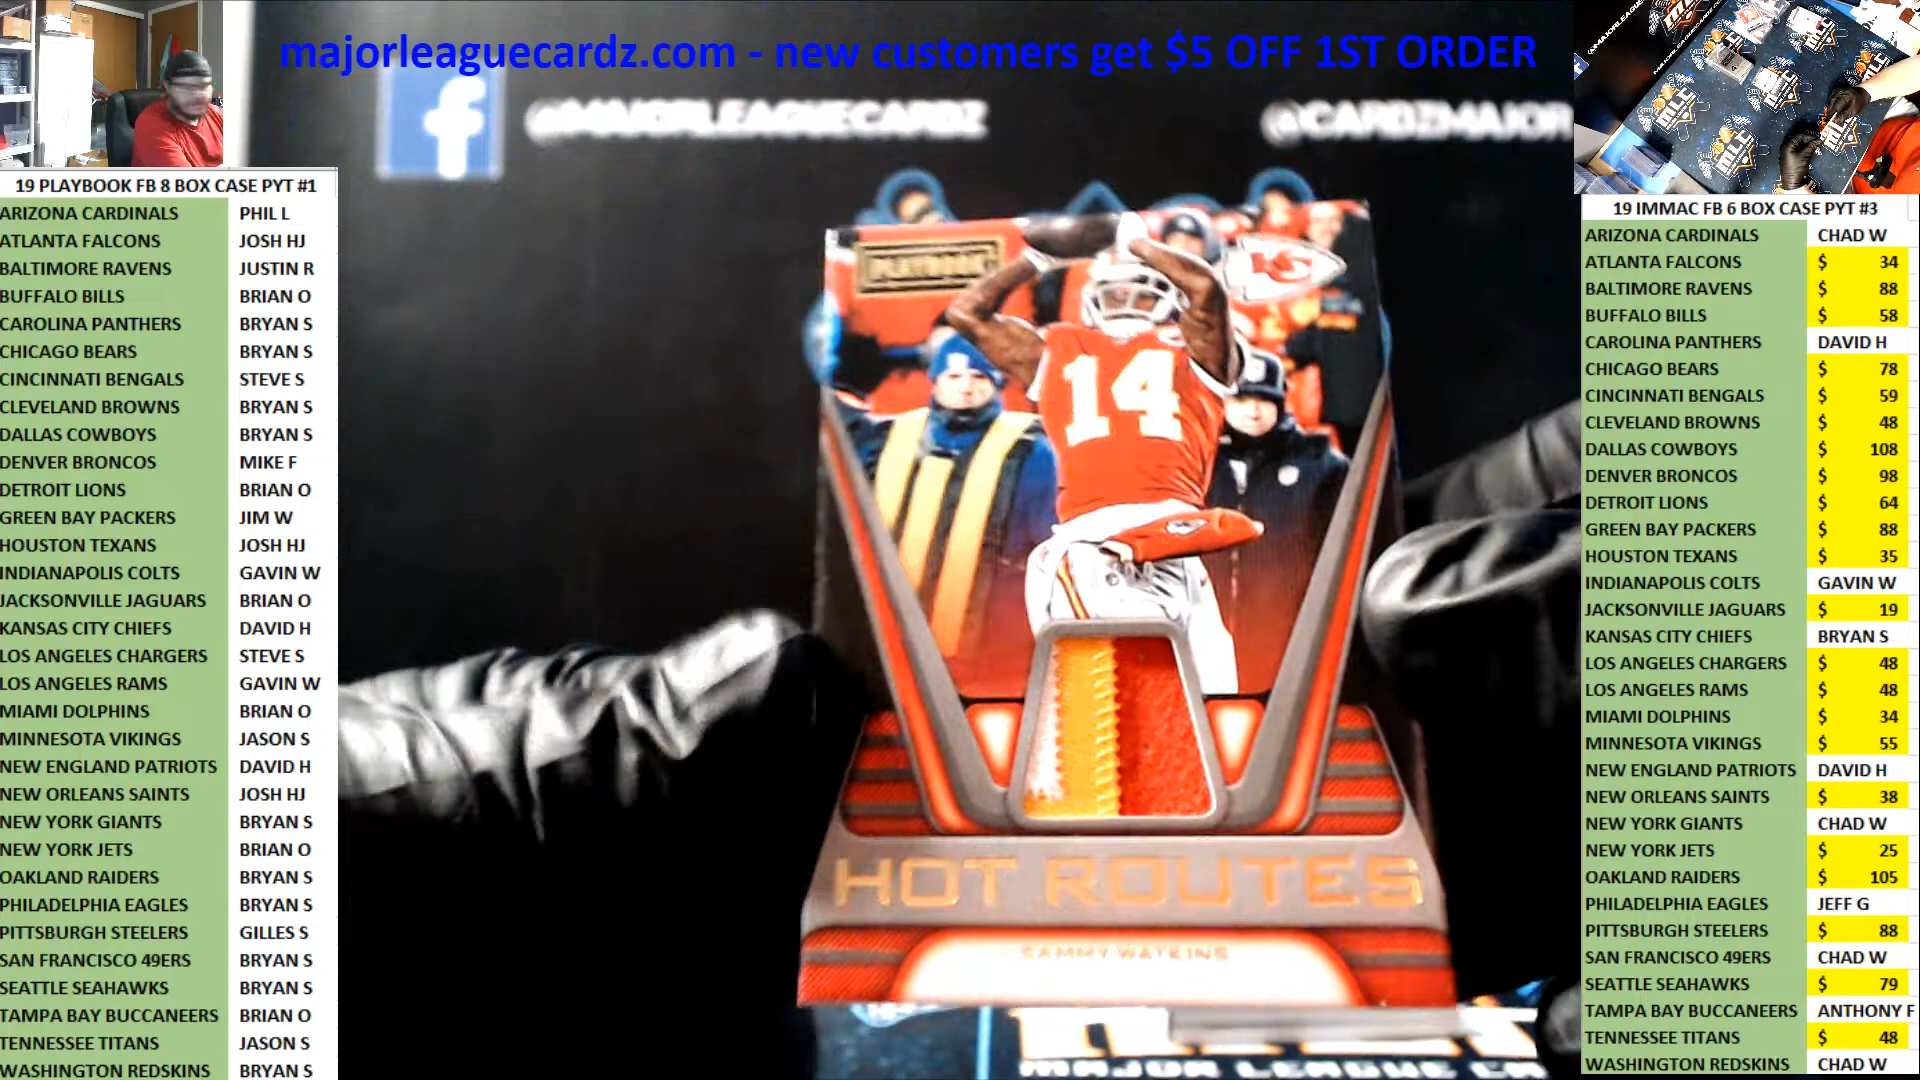 majorleaguecardz.com - new customers get $5 OFF 1ST ORDER
f @MAJORLEAGUECARDZ @CARDZMAJOR
19 PLAYBOOK FB 8 BOX CASE PYT #1
ARIZONA CARDINALS PHIL L
ATLANTA FALCONS JOSH HJ
BALTIMORE RAVENS JUSTIN R
BUFFALO BILLS BRIAN O
CAROLINA PANTHERS BRYAN S
CHICAGO BEARS BRYAN S
CINCINNATI BENGALS STEVE S
CLEVELAND BROWNS BRYAN S
DALLAS COWBOYS BRYAN S
DENVER BRONCOS MIKE F
DETROIT LIONS BRIAN O
GREEN BAY PACKERS JIM W
HOUSTON TEXANS JOSH HJ
INDIANAPOLIS COLTS GAVIN W
JACKSONVILLE JAGUARS BRIAN O
KANSAS CITY CHIEFS DAVID H
LOS ANGELES CHARGERS STEVE S
LOS ANGELES RAMS GAVIN W
MIAMI DOLPHINS BRIAN O
MINNESOTA VIKINGS JASON S
NEW ENGLAND PATRIOTS DAVID H
NEW ORLEANS SAINTS JOSH HJ
NEW YORK GIANTS BRYAN S
NEW YORK JETS BRIAN O
OAKLAND RAIDERS BRYAN S
PHILADELPHIA EAGLES BRYAN S
PITTSBURGH STEELERS GILLES S
SAN FRANCISCO 49ERS BRYAN S
SEATTLE SEAHAWKS BRYAN S
TAMPA BAY BUCCANEERS BRIAN O
TENNESSEE TITANS JASON S
WASHINGTON REDSKINS BRYAN S
PLAYBOOK
KC
14
HOT ROUTES
SAMMY WATKINS
MAJOR LEAGUE
MLC
19 IMMAC FB 6 BOX CASE PYT #3
ARIZONA CARDINALS CHAD W
ATLANTA FALCONS $ 34
BALTIMORE RAVENS $ 88
BUFFALO BILLS $ 58
CAROLINA PANTHERS DAVID H
CHICAGO BEARS $ 78
CINCINNATI BENGALS $ 59
CLEVELAND BROWNS $ 48
DALLAS COWBOYS $ 108
DENVER BRONCOS $ 98
DETROIT LIONS $ 64
GREEN BAY PACKERS $ 88
HOUSTON TEXANS $ 35
INDIANAPOLIS COLTS GAVIN W
JACKSONVILLE JAGUARS $ 19
KANSAS CITY CHIEFS BRYAN S
LOS ANGELES CHARGERS $ 48
LOS ANGELES RAMS $ 48
MIAMI DOLPHINS $ 34
MINNESOTA VIKINGS $ 55
NEW ENGLAND PATRIOTS DAVID H
NEW ORLEANS SAINTS $ 38
NEW YORK GIANTS CHAD W
NEW YORK JETS $ 25
OAKLAND RAIDERS $ 105
PHILADELPHIA EAGLES JEFF G
PITTSBURGH STEELERS $ 88
SAN FRANCISCO 49ERS CHAD W
SEATTLE SEAHAWKS $ 79
TAMPA BAY BUCCANEERS ANTHONY F
TENNESSEE TITANS $ 48
WASHINGTON REDSKINS CHAD W